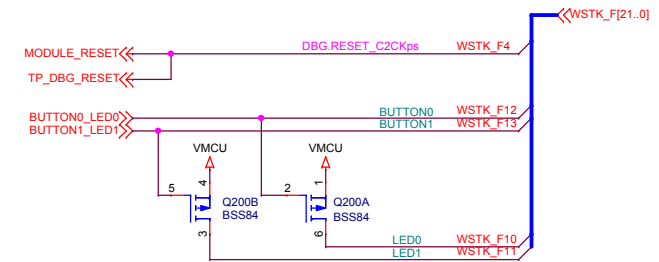 WSTK_F[21..0]
MODULE_RESET
DBG.RESET_C2CKps
WSTK_F4
TP_DBG_RESET
BUTTON0_LED0
BUTTON0
WSTK_F12
BUTTON1_LED1
BUTTON1
WSTK_F13
VMCU
VMCU
5
4
Q200B
BSS84
3
2
1
Q200A
BSS84
6
LED0
WSTK_F10
LED1
WSTK_F11